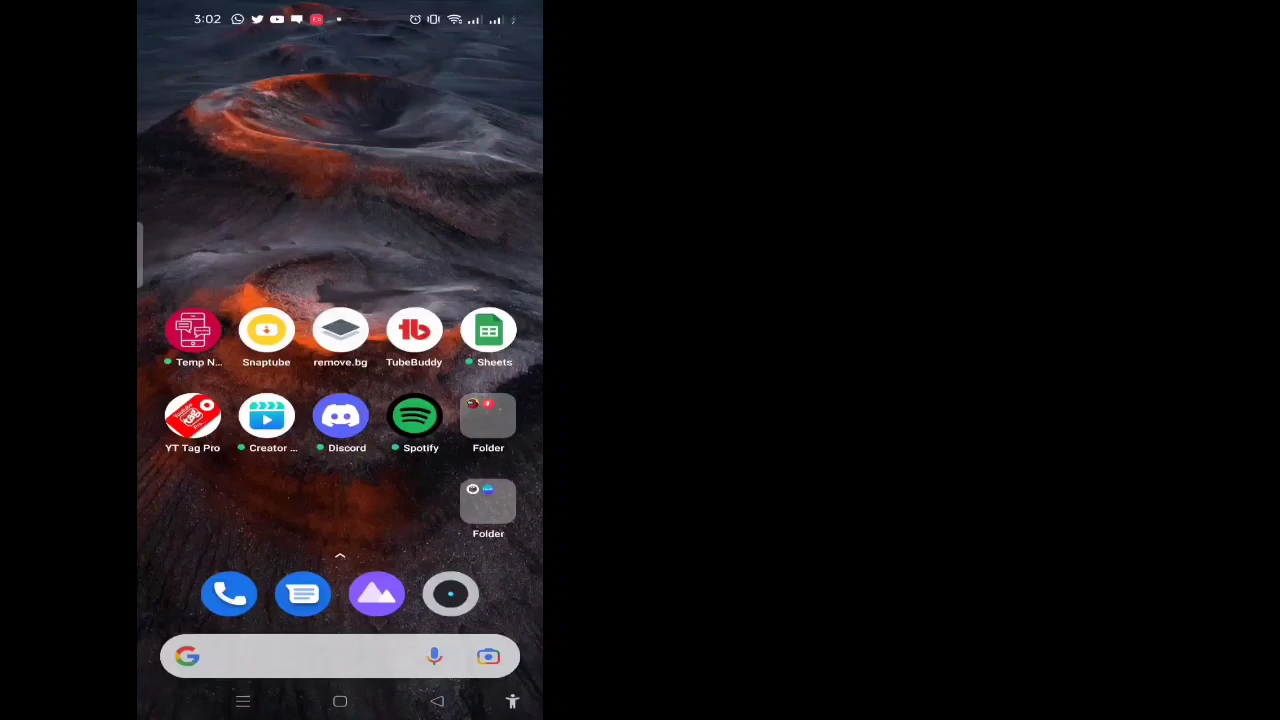 3:02
Temp N...
Snaptube
remove.bg
TubeBuddy
Sheets
YT Tag Pro
Creator ...
Discord
Spotify
Folder
Folder